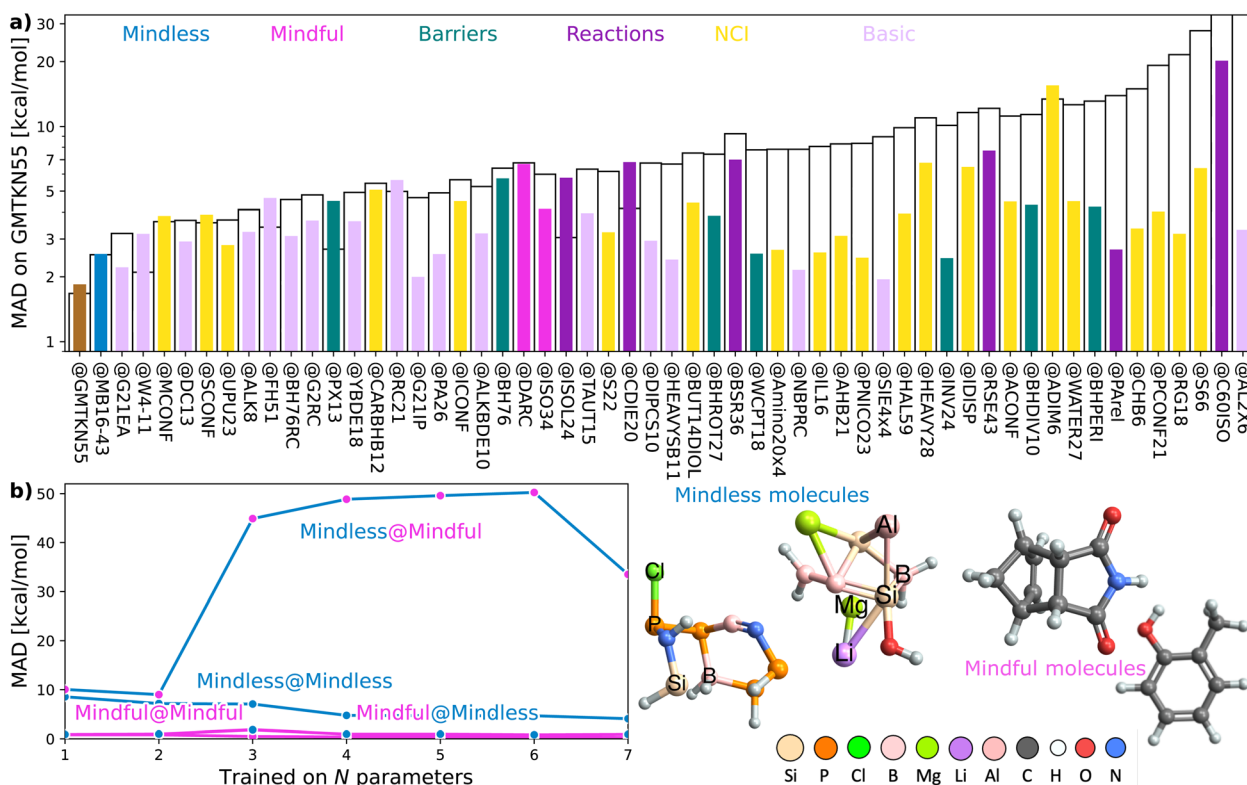 a)
Mindless Mindful Barriers Reactions NCI Basic
MAD on GMTKN55 [kcal/mol]
30
20
10
7
5
3
2
1
@GMTKN55
@MB16-43
@G21EA
@W4-11
@MCONF
@DC13
@SCONF
@UPU23
@ALK8
@FH51
@BH76RC
@G2RC
@PX13
@YBDE18
@CARBHB12
@RC21
@G21IP
@PA26
@ICONF
@ALKBDE10
@BH76
@DARC
@ISO34
@ISOL24
@TAUT15
@S22
@CDIE20
@DIPCS10
@HEAVYSB11
@BUT14DIOL
@BHROT27
@BSR36
@WCPT18
@Amino20x4
@NBPRC
@IL16
@AHB21
@PNICO23
@SIE4x4
@HAL59
@HEAVY28
@INV24
@IDISP
@RSE43
@ACONF
@BHDIV10
@ADIM6
@WATER27
@BHPERI
@PArel
@CHB6
@PCONF21
@RG18
@S66
@C60ISO
@AL2X6
b)
MAD [kcal/mol]
50
40
30
20
10
0
Mindless@Mindful
Mindless@Mindless
Mindful@Mindful Mindful@Mindless
1 2 3 4 5 6 7
Trained on N parameters
Mindless molecules
Cl
P
Si
B
Al
B
Si
Mg
Li
Mindful molecules
Si P Cl B Mg Li Al C H O N